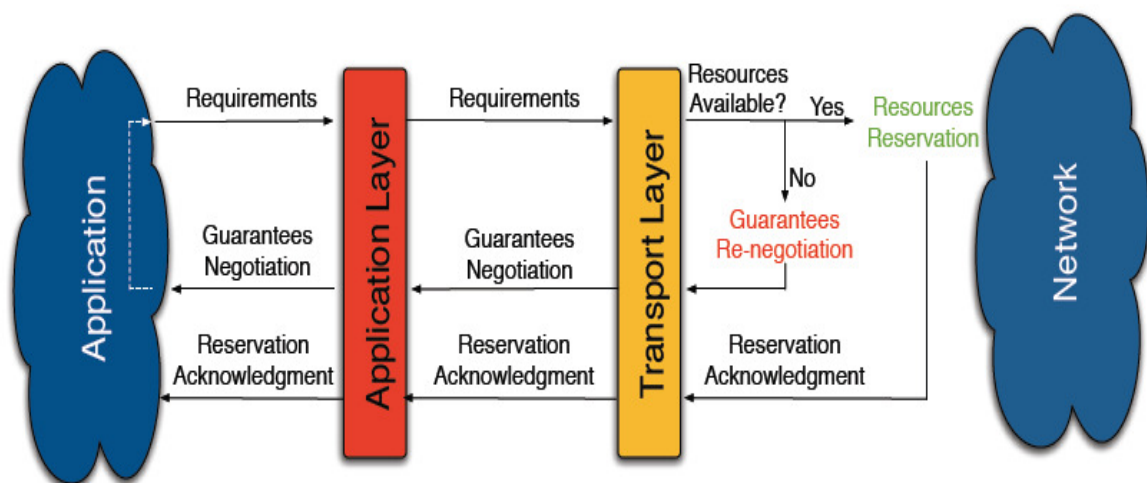 Application
Requirements
Application Layer
Requirements
Transport Layer
Resources
Available?
Yes
Resources
Reservation
No
Guarantees
Re-negotiation
Guarantees
Negotiation
Guarantees
Negotiation
Reservation
Acknowledgment
Reservation
Acknowledgment
Reservation
Acknowledgment
Network